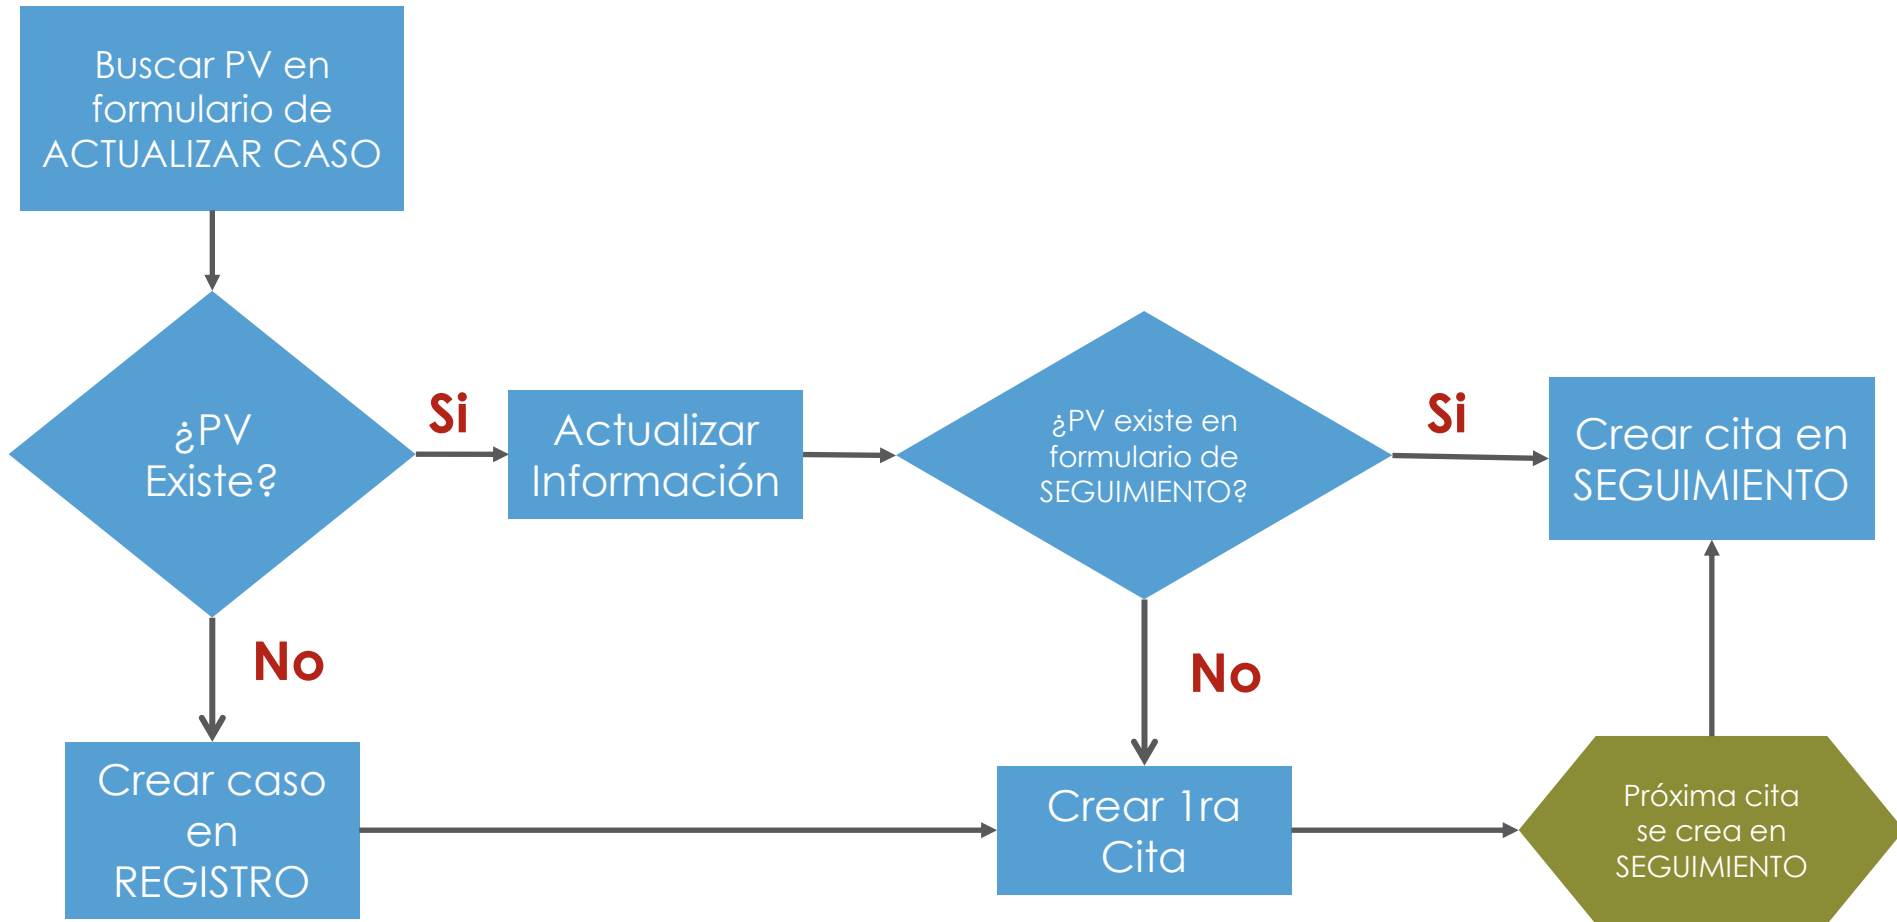 Buscar PV en
formulario de
ACTUALIZAR CASO
¿PV
Existe?
Si
Actualizar
Información
¿PV existe en
formulario de
SEGUIMIENTO?
Si
Crear cita en
SEGUIMIENTO
No
No
Crear caso
en
REGISTRO
Crear 1ra
Cita
Próxima cita
se crea en
SEGUIMIENTO